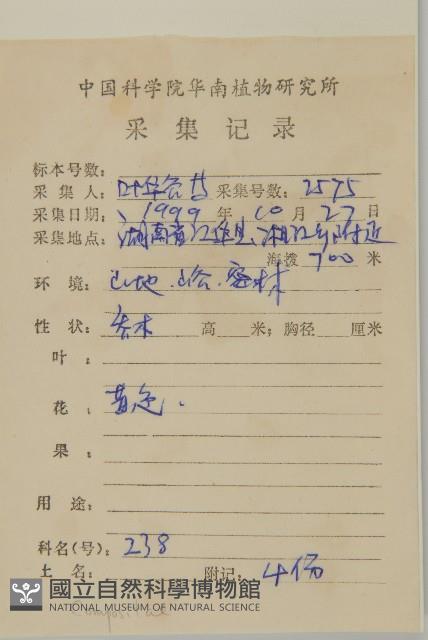 中国科学院华南植物研究所
采集记录
标本号数:
采集人: 叶华谷 采集号数: 2575
采集日期: 1999 年 10 月 27 日
采集地点: 湖南省江华县 湘江乡附近
海拨 700 米
环境: 山地 山谷 密林
性状: 乔木 高 米; 胸径 厘米
叶:
花: 黄色.
果:
用途:
科名(号): 238
土名: 附记: 4份
國立自然科學博物館
NATIONAL MUSEUM OF NATURAL SCIENCE
Compositae